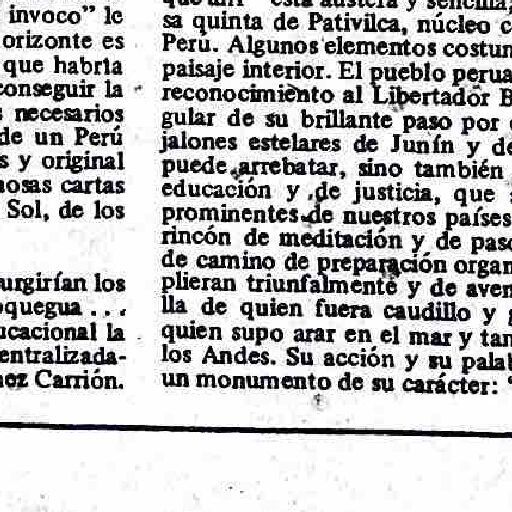 invoco" le
orizonte es
que habría
conseguir la
necesarios
de un Perú
s y original
osas cartas
Sol, de los
urgirían los
oquegua . . .
ucacional la
entralizada-
ez Carrión.
esta austera y sencilla,
sa quinta de Pativilca, núcleo c
Perú. Algunos elementos costum
paisaje interior. El pueblo perua
reconocimiento al Libertador B
gular de su brillante paso por
jalones estelares de Junín y de
puede arrebatar, sino también
educación y de justicia, que
prominentes de nuestros países
rincón de meditación y de paso
de camino de preparación organ
plieran triunfalmente y de aven
lla de quien fuera caudillo y g
quien supo arar en el mar y tam
los Andes. Su acción y su palab
un monumento de su carácter: "